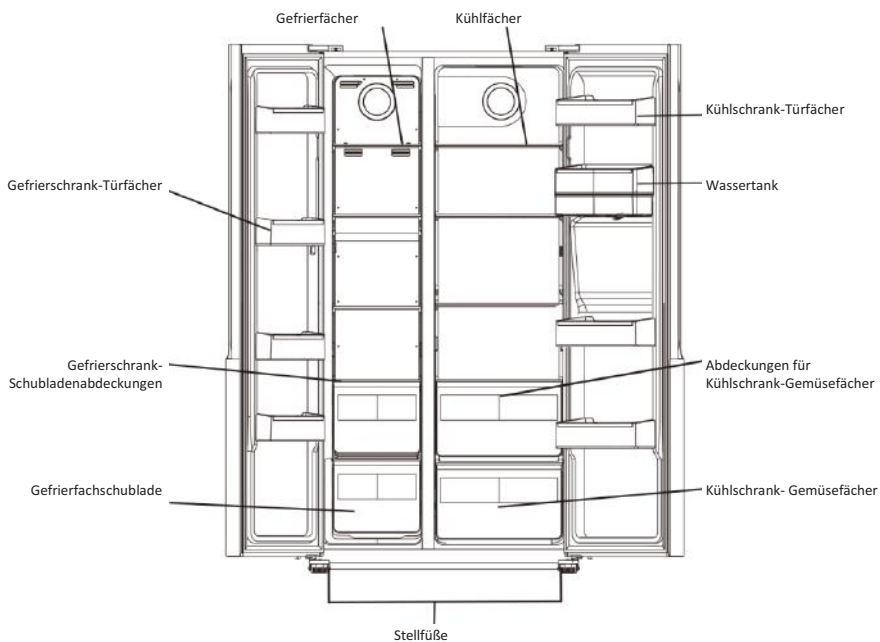 Gefrierfächer
Kühlfächer
Kühlschrank-Türfächer
Gefrierschrank-Türfächer
Wassertank
Gefrierschrank-
Schubladenabdeckungen
Abdeckungen für
Kühlschrank-Gemüsefächer
Gefrierfachschublade
Kühlschrank- Gemüsefächer
Stellfüße